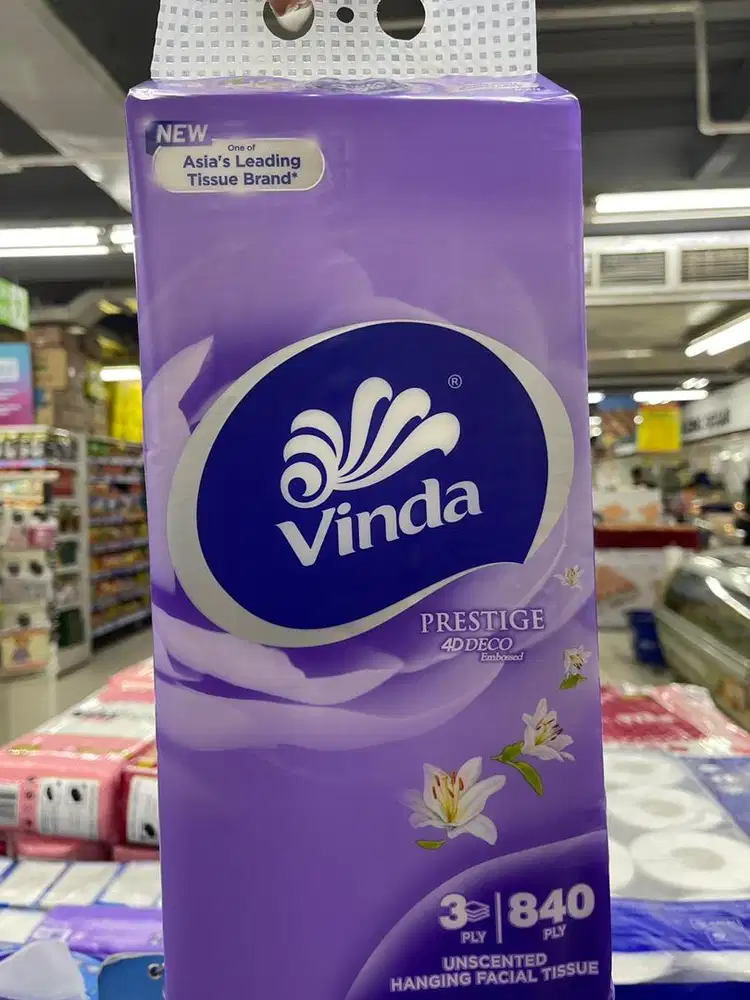 NEW
One of
Asia's Leading
Tissue Brand*
®
Vinda
PRESTIGE
4D DECO
Embossed
3 | 840
PLY PLY
UNSCENTED
HANGING FACIAL TISSUE